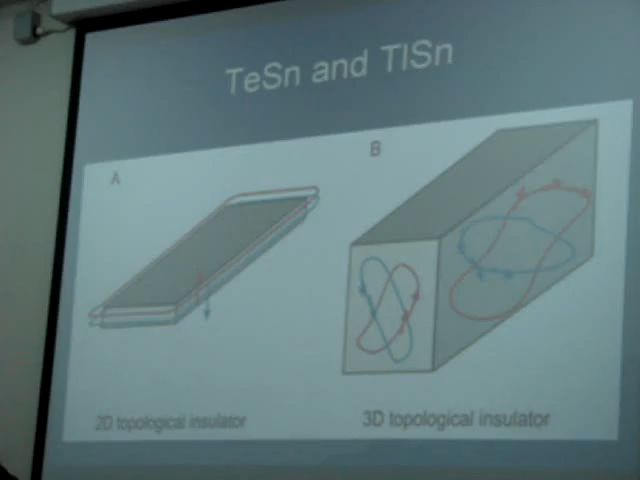 TeSn and TlSn
A
B
2D topological insulator
3D topological insulator